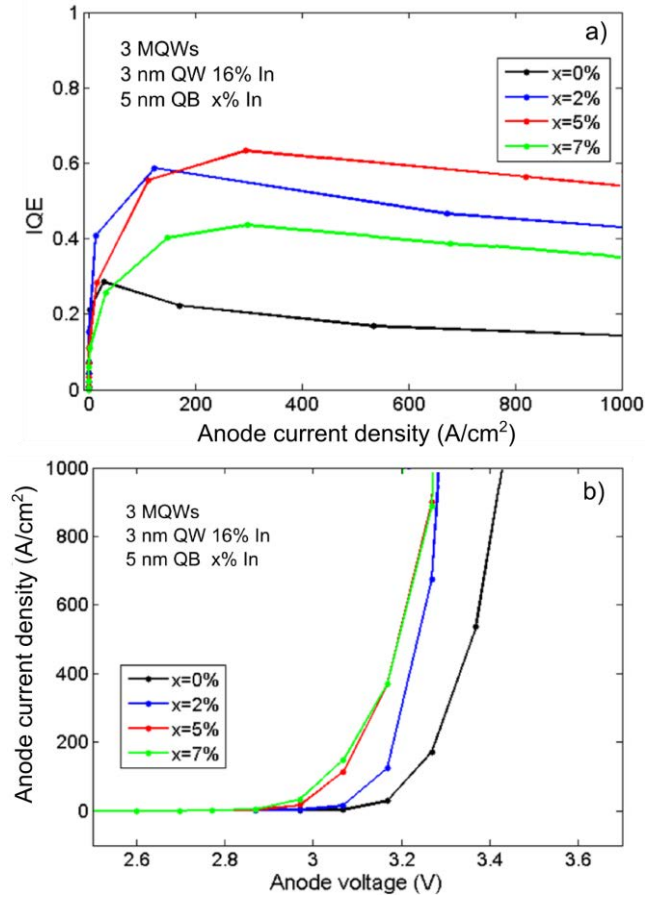 a)
3 MQWs
3 nm QW 16% In
5 nm QB x% In
x=0%
x=2%
x=5%
x=7%
IQE
1
0.8
0.6
0.4
0.2
0
0 200 400 600 800 1000
Anode current density (A/cm²)
b)
3 MQWs
3 nm QW 16% In
5 nm QB x% In
x=0%
x=2%
x=5%
x=7%
Anode current density (A/cm²)
1000
800
600
400
200
0
2.6 2.8 3 3.2 3.4 3.6
Anode voltage (V)